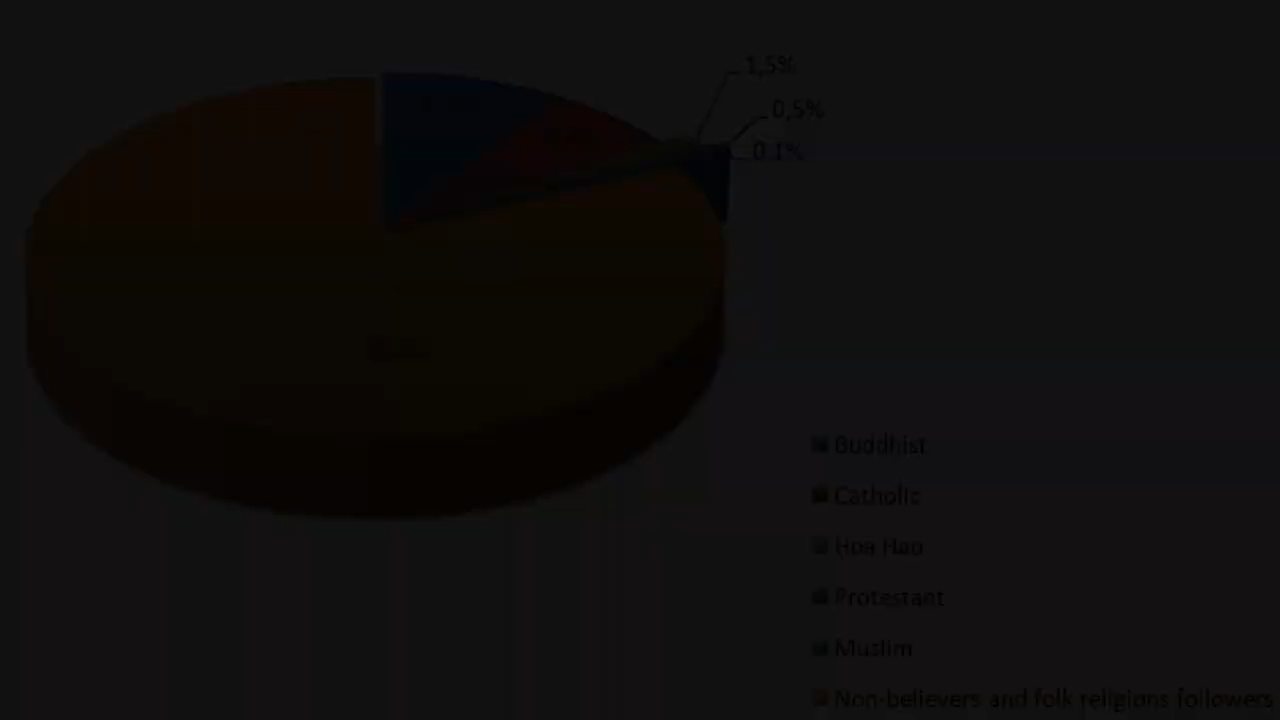 1,5%
0,5%
0.1%
Buddhist
Catholic
Hoa Hao
Protestant
Muslim
Non-believers and folk religions followers